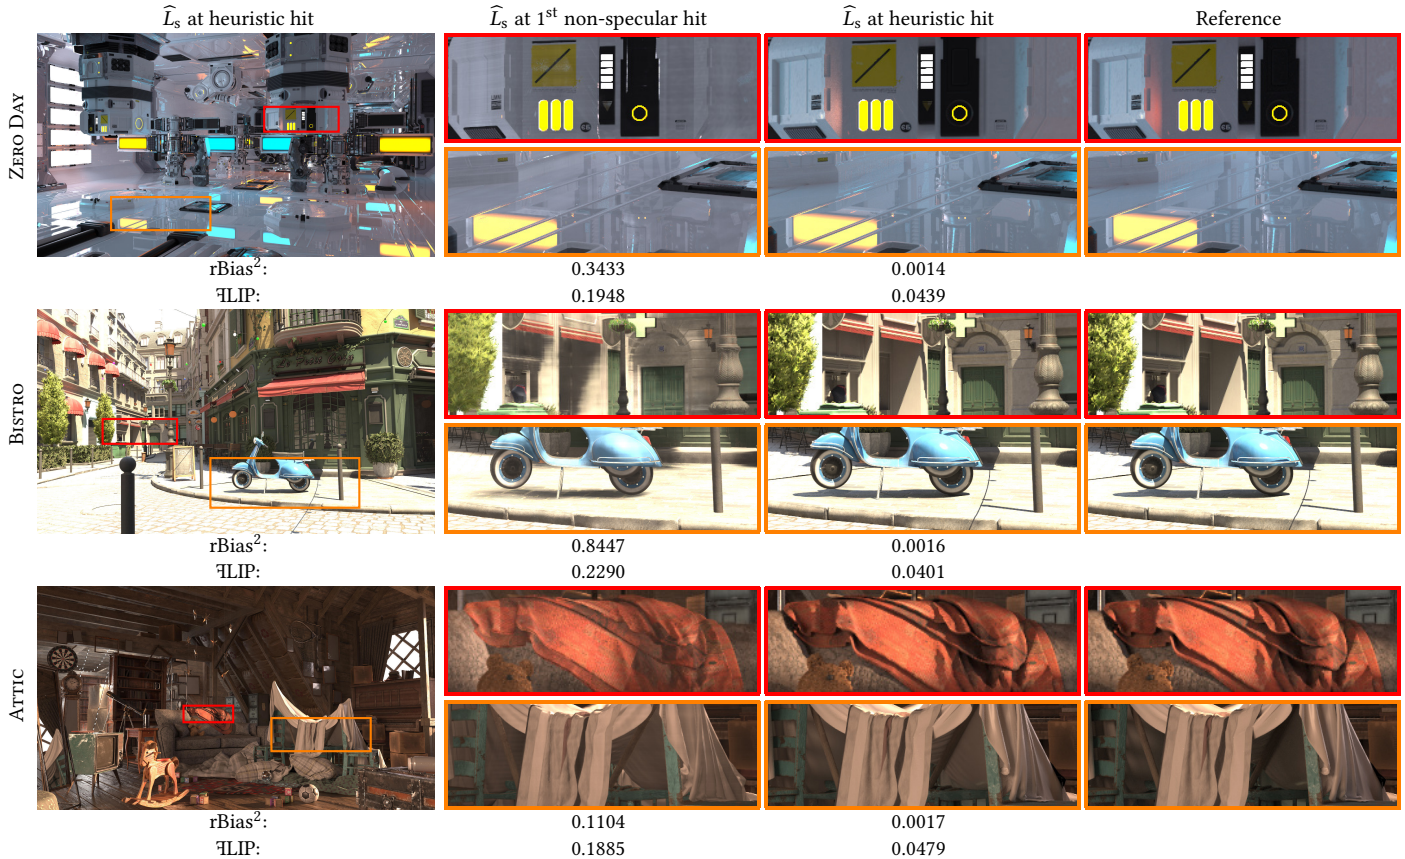 L̂s at heuristic hit L̂s at 1st non-specular hit L̂s at heuristic hit Reference
ZERO DAY
rBias²: 0.3433 0.0014
ꟻLIP: 0.1948 0.0439
BISTRO
rBias²: 0.8447 0.0016
ꟻLIP: 0.2290 0.0401
ATTIC
rBias²: 0.1104 0.0017
ꟻLIP: 0.1885 0.0479